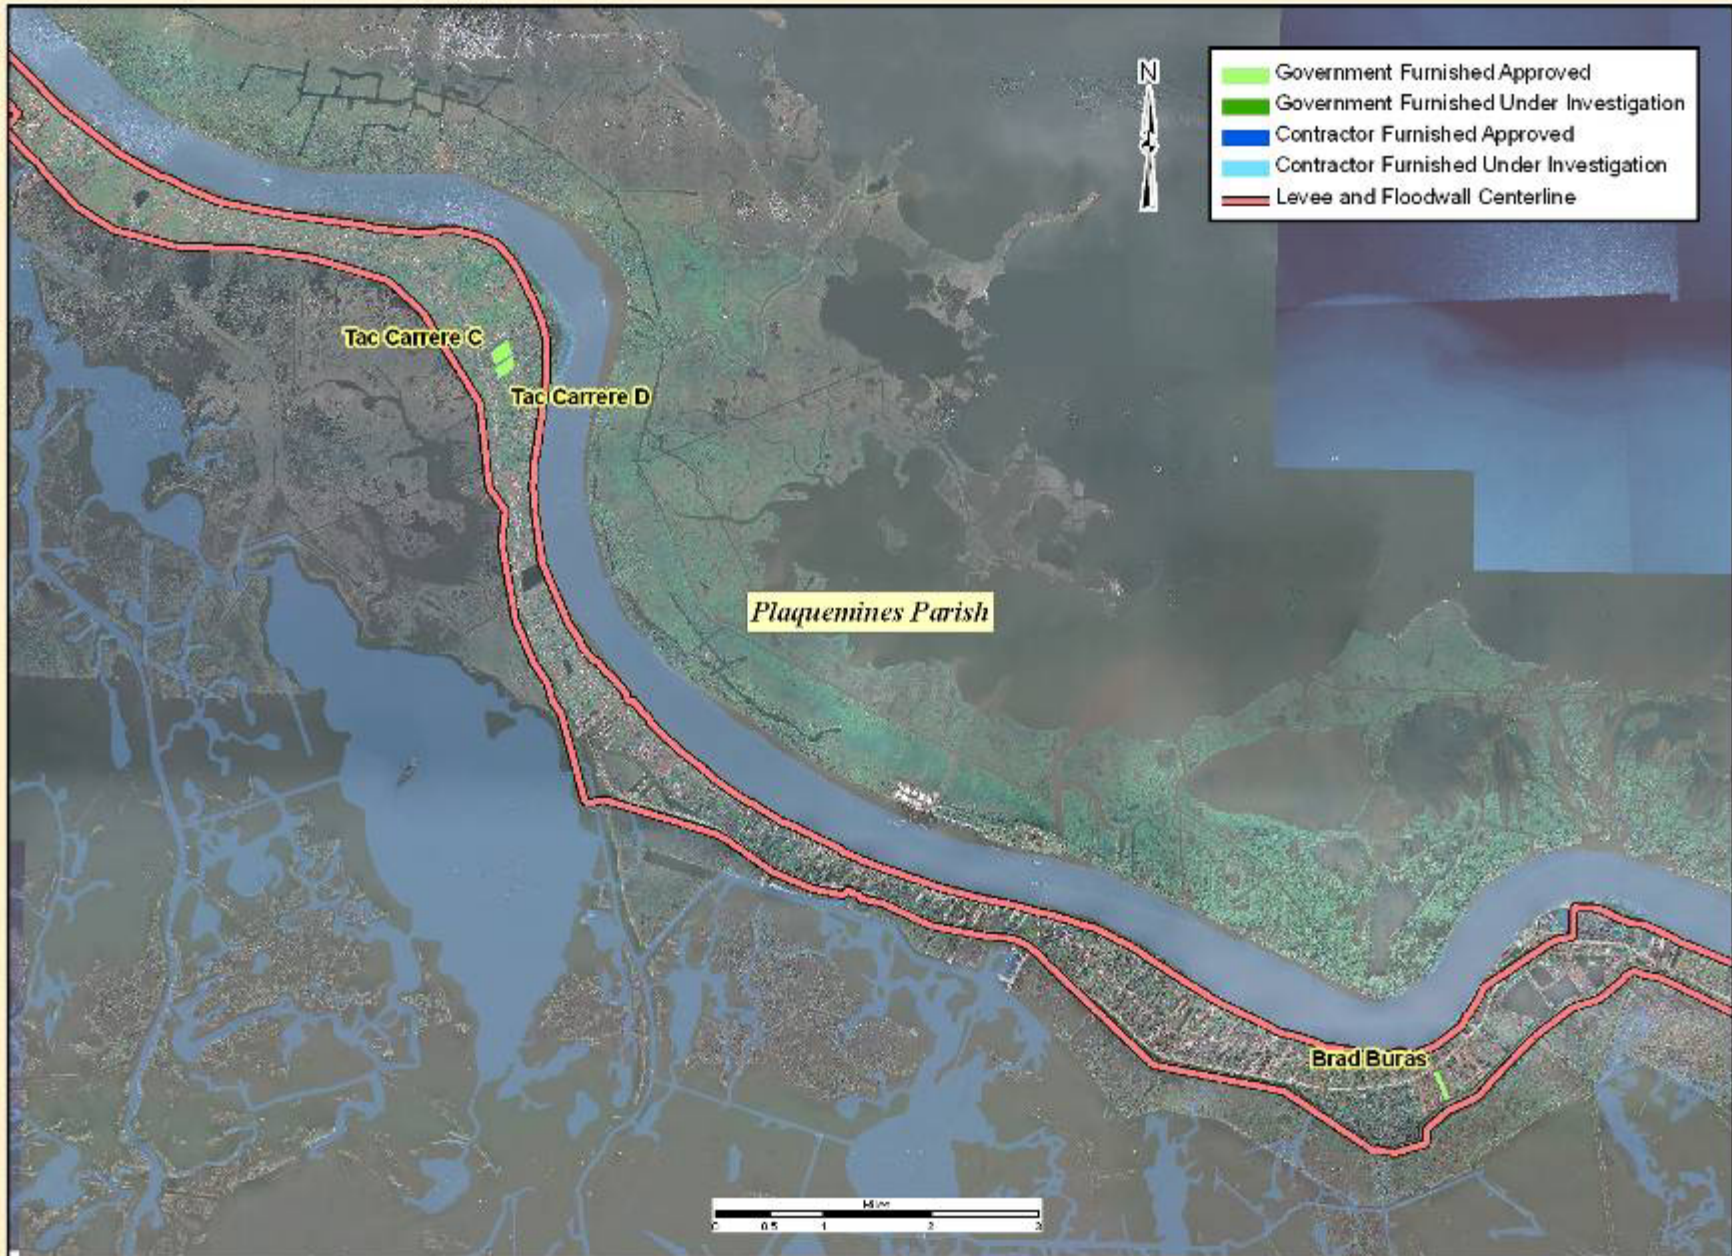 N
Government Furnished Approved
Government Furnished Under Investigation
Contractor Furnished Approved
Contractor Furnished Under Investigation
Levee and Floodwall Centerline
Tac Carrere C
Tac Carrere D
Plaquemines Parish
Brad Buras
Miles
0 0.5 1 2 3